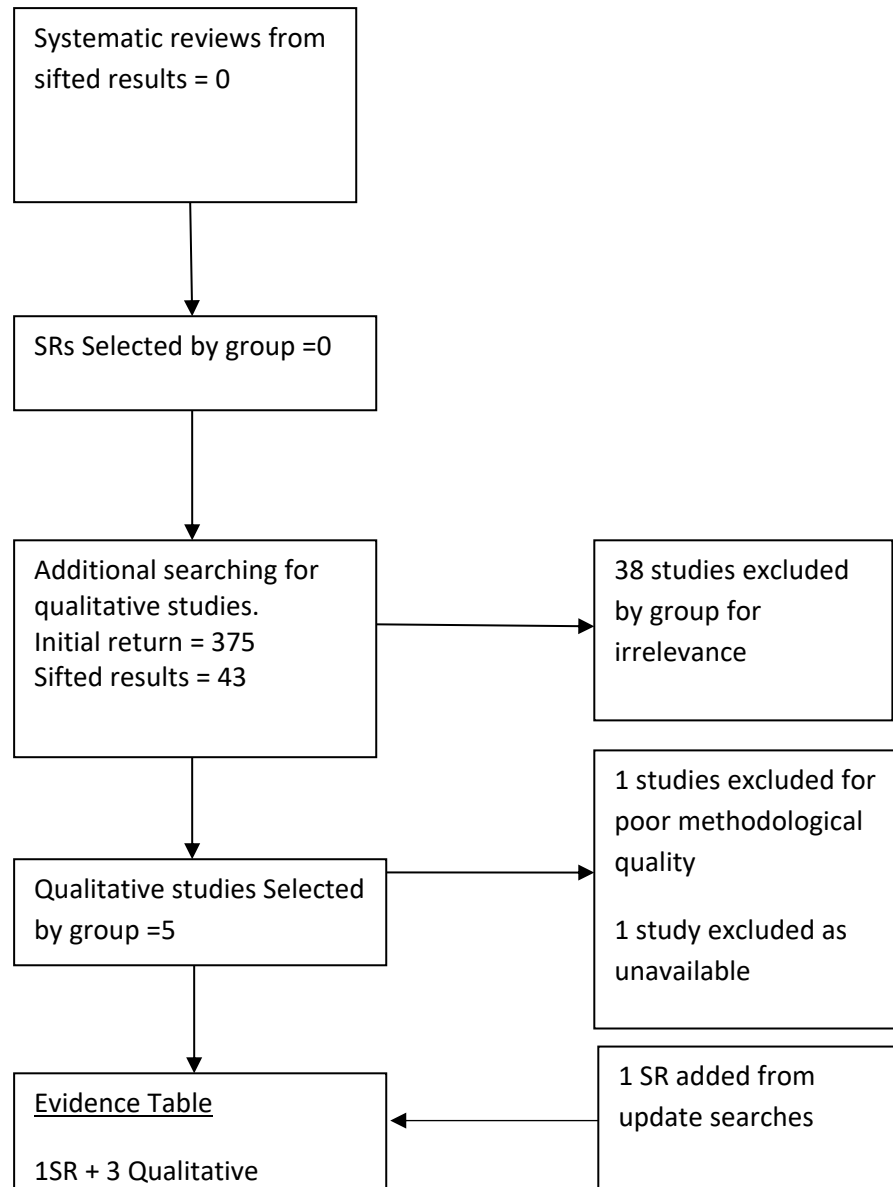 Systematic reviews from
sifted results = 0
SRs Selected by group =0
Additional searching for
qualitative studies.
Initial return = 375
Sifted results = 43
38 studies excluded
by group for
irrelevance
1 studies excluded for
poor methodological
quality
1 study excluded as
unavailable
Qualitative studies Selected
by group =5
Evidence Table
1SR + 3 Qualitative
1 SR added from
update searches